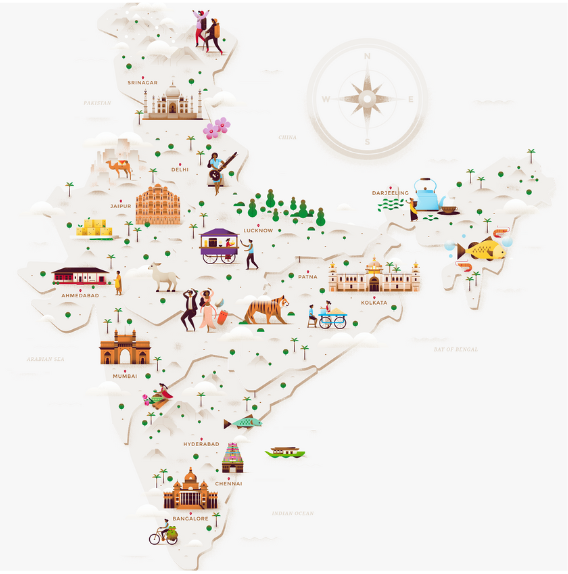 N
SRINAGAR
W
E
PAKISTAN
CHINA
S
DELHI
DARJEELING
JAIPUR
LUCKNOW
PATNA
AHMEDABAD
KOLKATA
BAY OF BENGAL
ARABIAN SEA
MUMBAI
HYDERABAD
CHENNAI
INDIAN OCEAN
BANGALORE